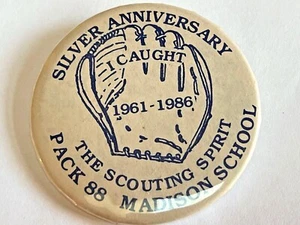 SILVER ANNIVERSARY
I CAUGHT
1961-1986
THE SCOUTING SPIRIT
PACK 88 MADISON SCHOOL